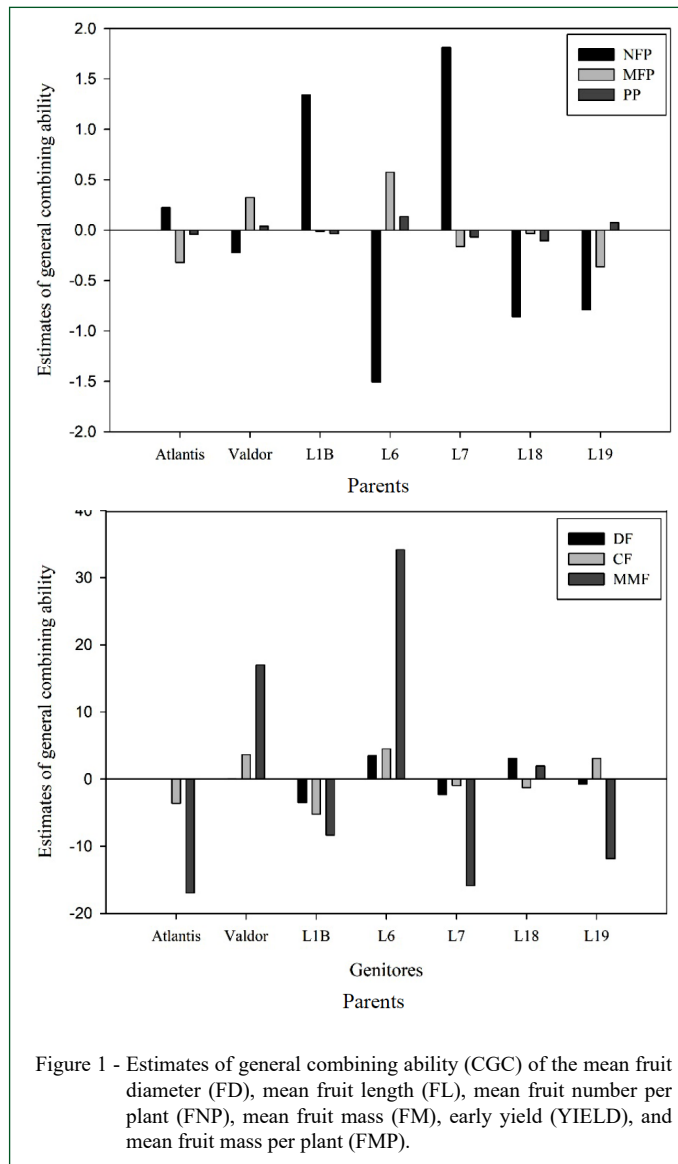 2.0
NFP
MFP
PP
1.5
1.0
0.5
0.0
-0.5
-1.0
-1.5
2.0
Estimates of general combining ability
Atlantis Valdor L1B L6 L7 L18 L19
Parents
40
DF
CF
MMF
30
20
10
0
-10
-20
Estimates of general combining ability
Atlantis Valdor L1B L6 L7 L18 L19
Genitores
Parents
Figure 1 - Estimates of general combining ability (CGC) of the mean fruit
diameter (FD), mean fruit length (FL), mean fruit number per
plant (FNP), mean fruit mass (FM), early yield (YIELD), and
mean fruit mass per plant (FMP).